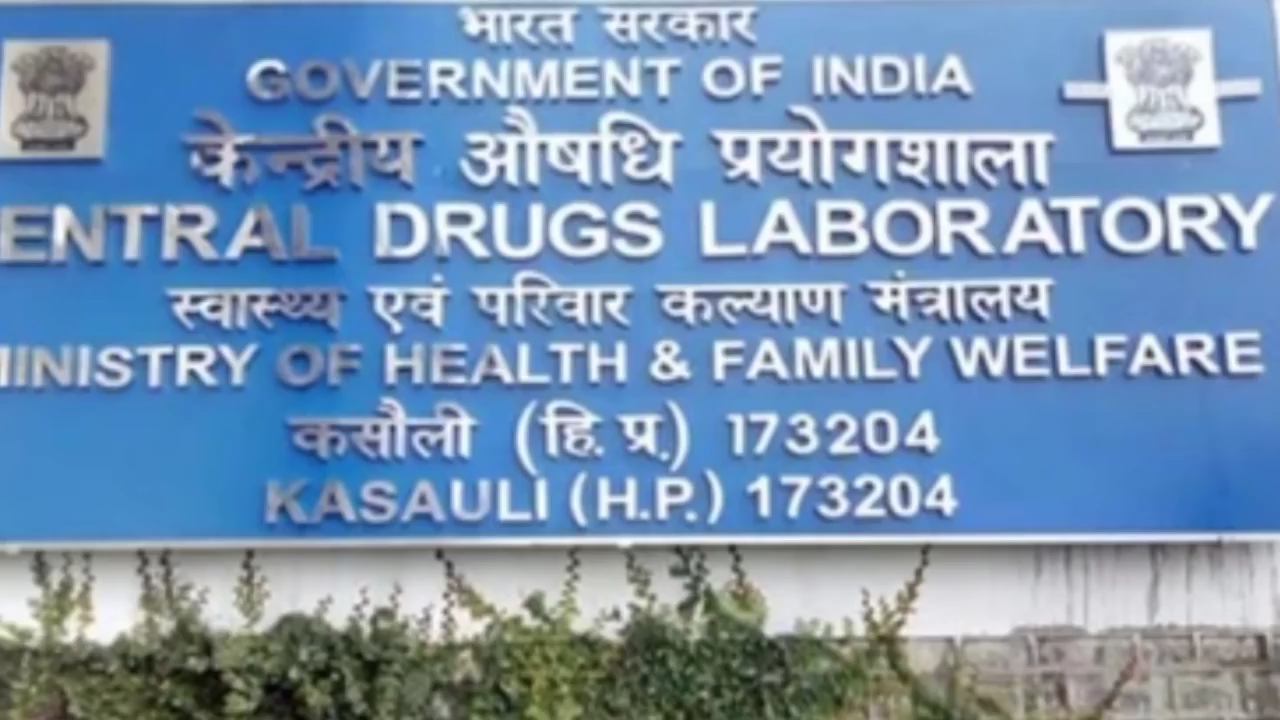 भारत सरकार
GOVERNMENT OF INDIA
केन्द्रीय औषधि प्रयोगशाला
ENTRAL DRUGS LABORATORY
स्वास्थ्य एवं परिवार कल्याण मंत्रालय
MINISTRY OF HEALTH & FAMILY WELFARE
कसौली (हि. प्र.) 173204
KASAULI (H.P.) 173204